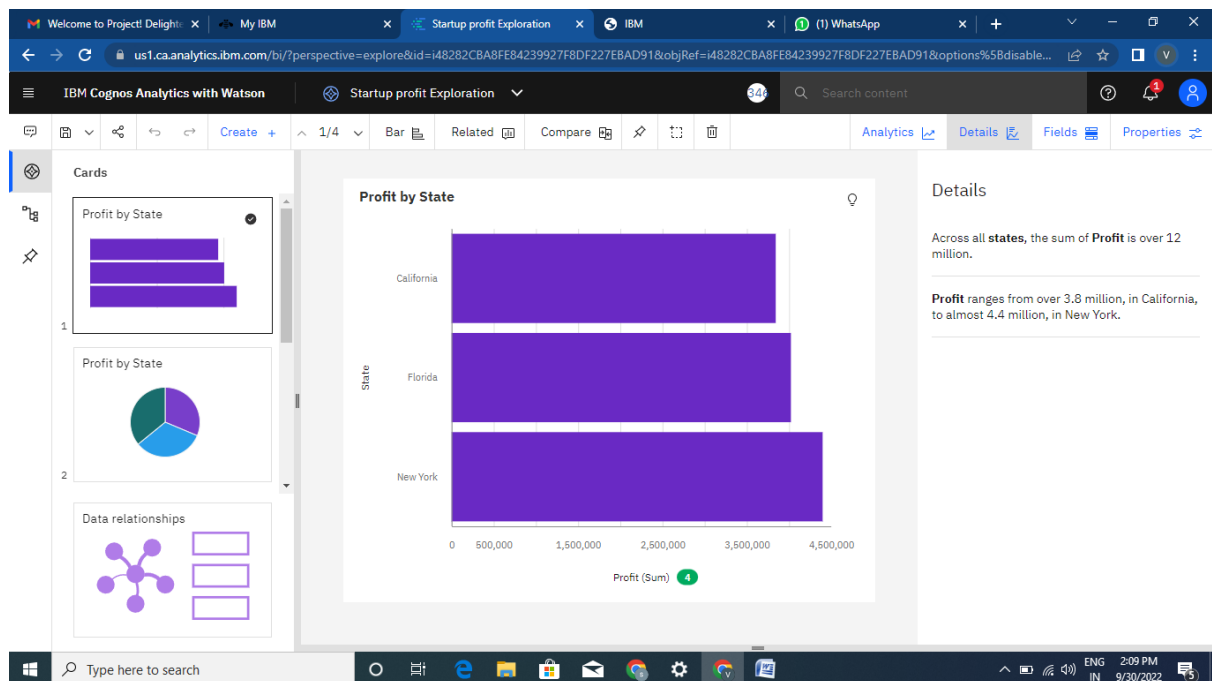 Welcome to Project! Delighte
My IBM
Startup profit Exploration
IBM
(1) WhatsApp
us1.ca.analytics.ibm.com/bi/?perspective=explore&id=i48282CBA8FE84239927F8DF227EBAD91&objRef=i48282CBA8FE84239927F8DF227EBAD91&options%5Bdisable...
V
IBM Cognos Analytics with Watson
Startup profit Exploration
346
Search content
1
Create +
1/4
Bar
Related
Compare
Analytics
Details
Fields
Properties
Cards
Profit by State
1
Profit by State
2
Data relationships
Profit by State
State
California
Florida
New York
0 500,000 1,500,000 2,500,000 3,500,000 4,500,000
Profit (Sum) 4
Details
Across all states, the sum of Profit is over 12
million.
Profit ranges from over 3.8 million, in California,
to almost 4.4 million, in New York.
Type here to search
ENG
IN
2:09 PM
9/30/2022
5